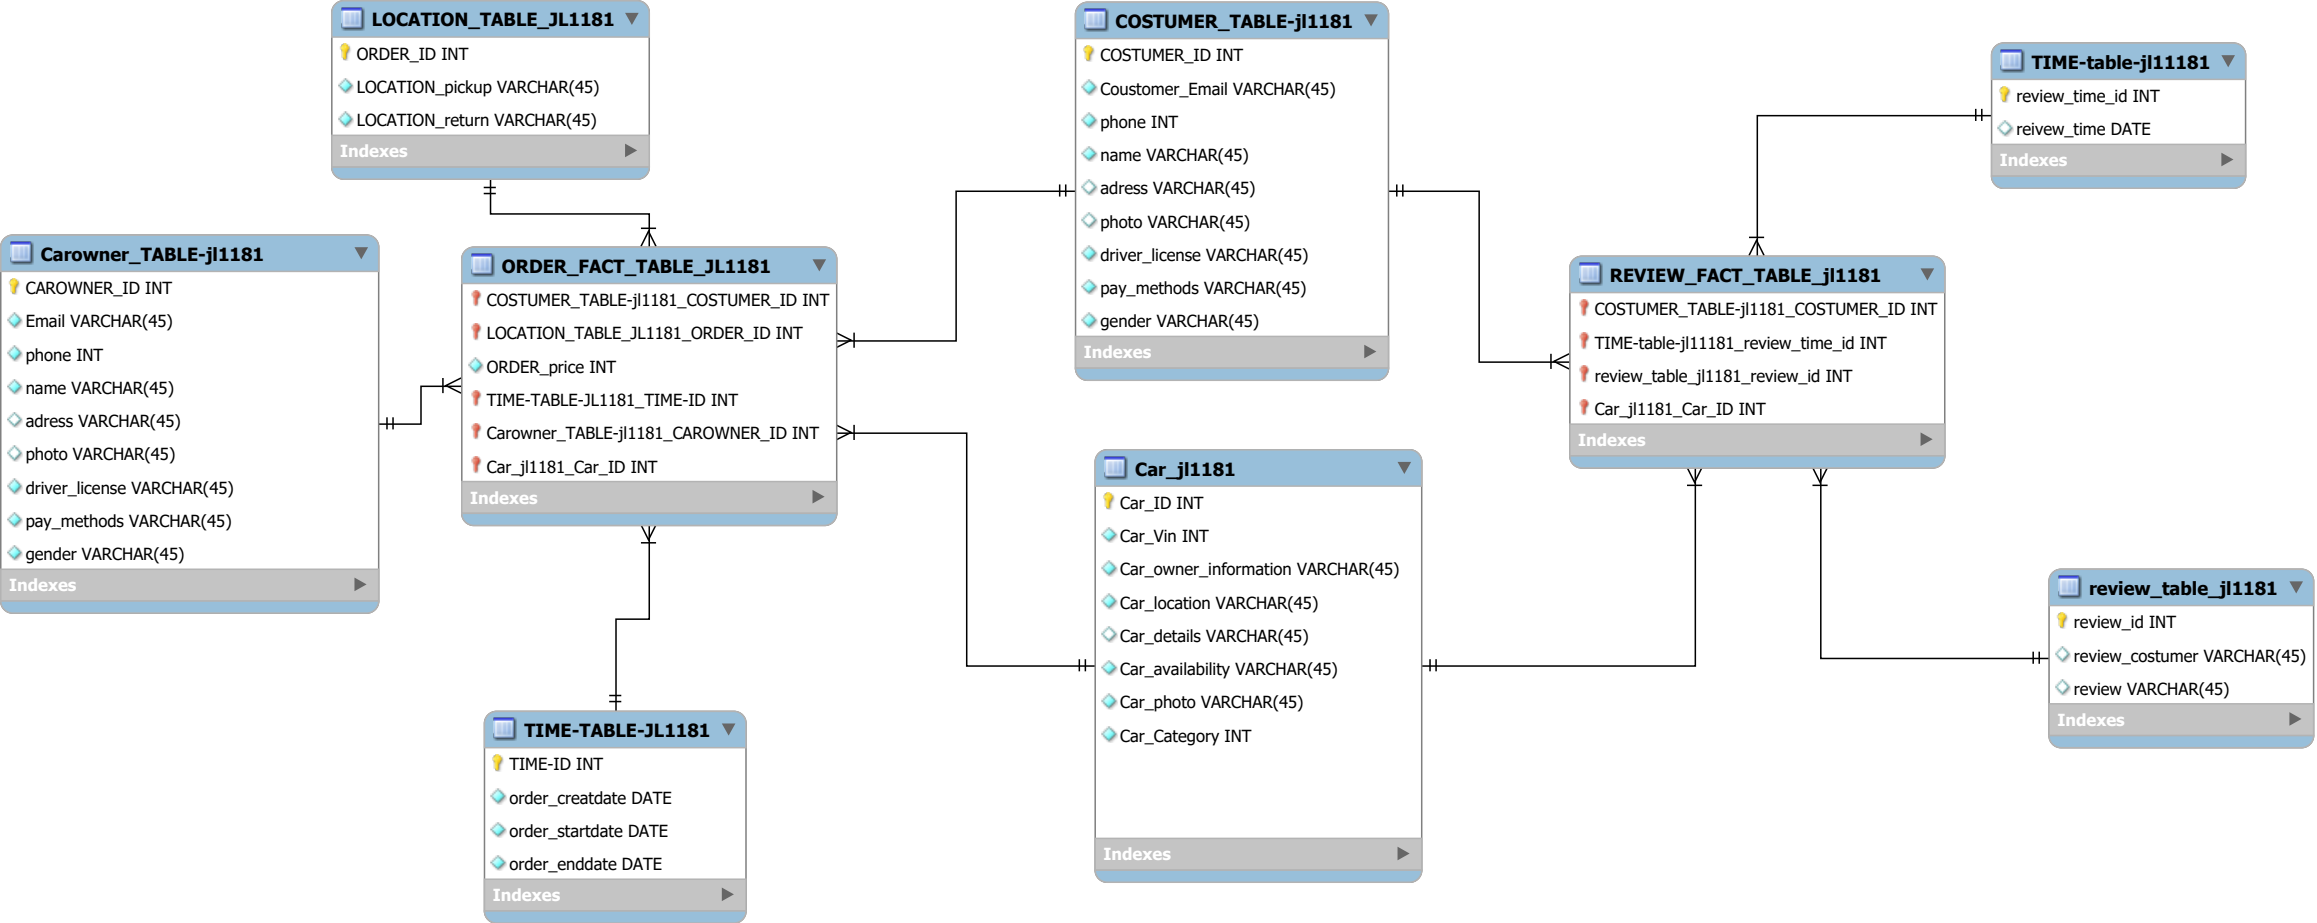 LOCATION_TABLE_JL1181
ORDER_ID INT
LOCATION_pickup VARCHAR(45)
LOCATION_return VARCHAR(45)
Indexes
COSTUMER_TABLE-jl1181
COSTUMER_ID INT
Coustomer_Email VARCHAR(45)
phone INT
name VARCHAR(45)
adress VARCHAR(45)
photo VARCHAR(45)
driver_license VARCHAR(45)
pay_methods VARCHAR(45)
gender VARCHAR(45)
Indexes
TIME-table-jl11181
review_time_id INT
reivew_time DATE
Indexes
Carowner_TABLE-jl1181
CAROWNER_ID INT
Email VARCHAR(45)
phone INT
name VARCHAR(45)
adress VARCHAR(45)
photo VARCHAR(45)
driver_license VARCHAR(45)
pay_methods VARCHAR(45)
gender VARCHAR(45)
Indexes
ORDER_FACT_TABLE_JL1181
COSTUMER_TABLE-jl1181_COSTUMER_ID INT
LOCATION_TABLE_JL1181_ORDER_ID INT
ORDER_price INT
TIME-TABLE-JL1181_TIME-ID INT
Carowner_TABLE-jl1181_CAROWNER_ID INT
Car_jl1181_Car_ID INT
Indexes
REVIEW_FACT_TABLE_jl1181
COSTUMER_TABLE-jl1181_COSTUMER_ID INT
TIME-table-jl11181_review_time_id INT
review_table_jl1181_review_id INT
Car_jl1181_Car_ID INT
Indexes
Car_jl1181
Car_ID INT
Car_Vin INT
Car_owner_information VARCHAR(45)
Car_location VARCHAR(45)
Car_details VARCHAR(45)
Car_availability VARCHAR(45)
Car_photo VARCHAR(45)
Car_Category INT
Indexes
review_table_jl1181
review_id INT
review_costumer VARCHAR(45)
review VARCHAR(45)
Indexes
TIME-TABLE-JL1181
TIME-ID INT
order_creatdate DATE
order_startdate DATE
order_enddate DATE
Indexes